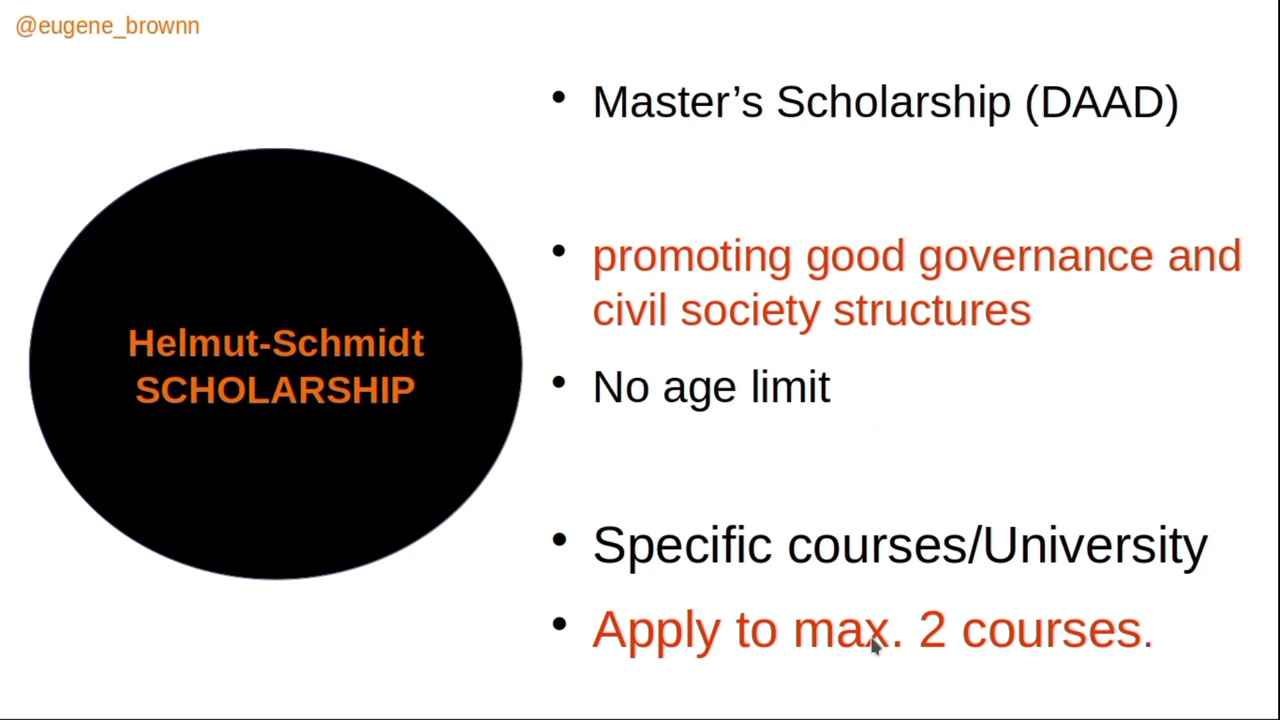 @eugene_brownn
Helmut-Schmidt
SCHOLARSHIP
• Master’s Scholarship (DAAD)
• promoting good governance and
civil society structures
• No age limit
• Specific courses/University
• Apply to max. 2 courses.